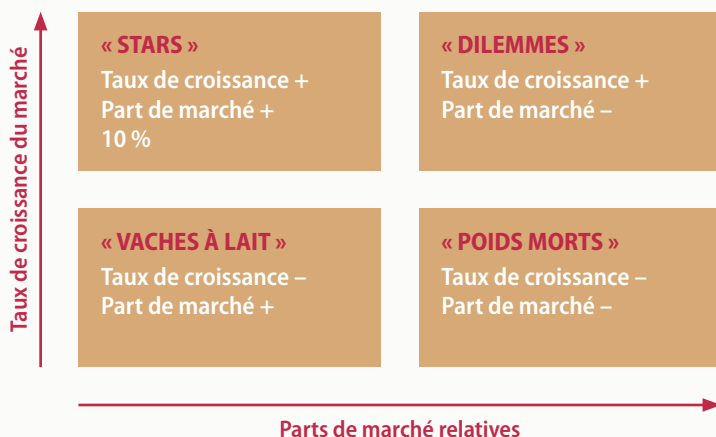 Taux de croissance du marché
« STARS »
Taux de croissance +
Part de marché +
10 %
« DILEMMES »
Taux de croissance +
Part de marché –
« VACHES À LAIT »
Taux de croissance –
Part de marché +
« POIDS MORTS »
Taux de croissance –
Part de marché –
Parts de marché relatives